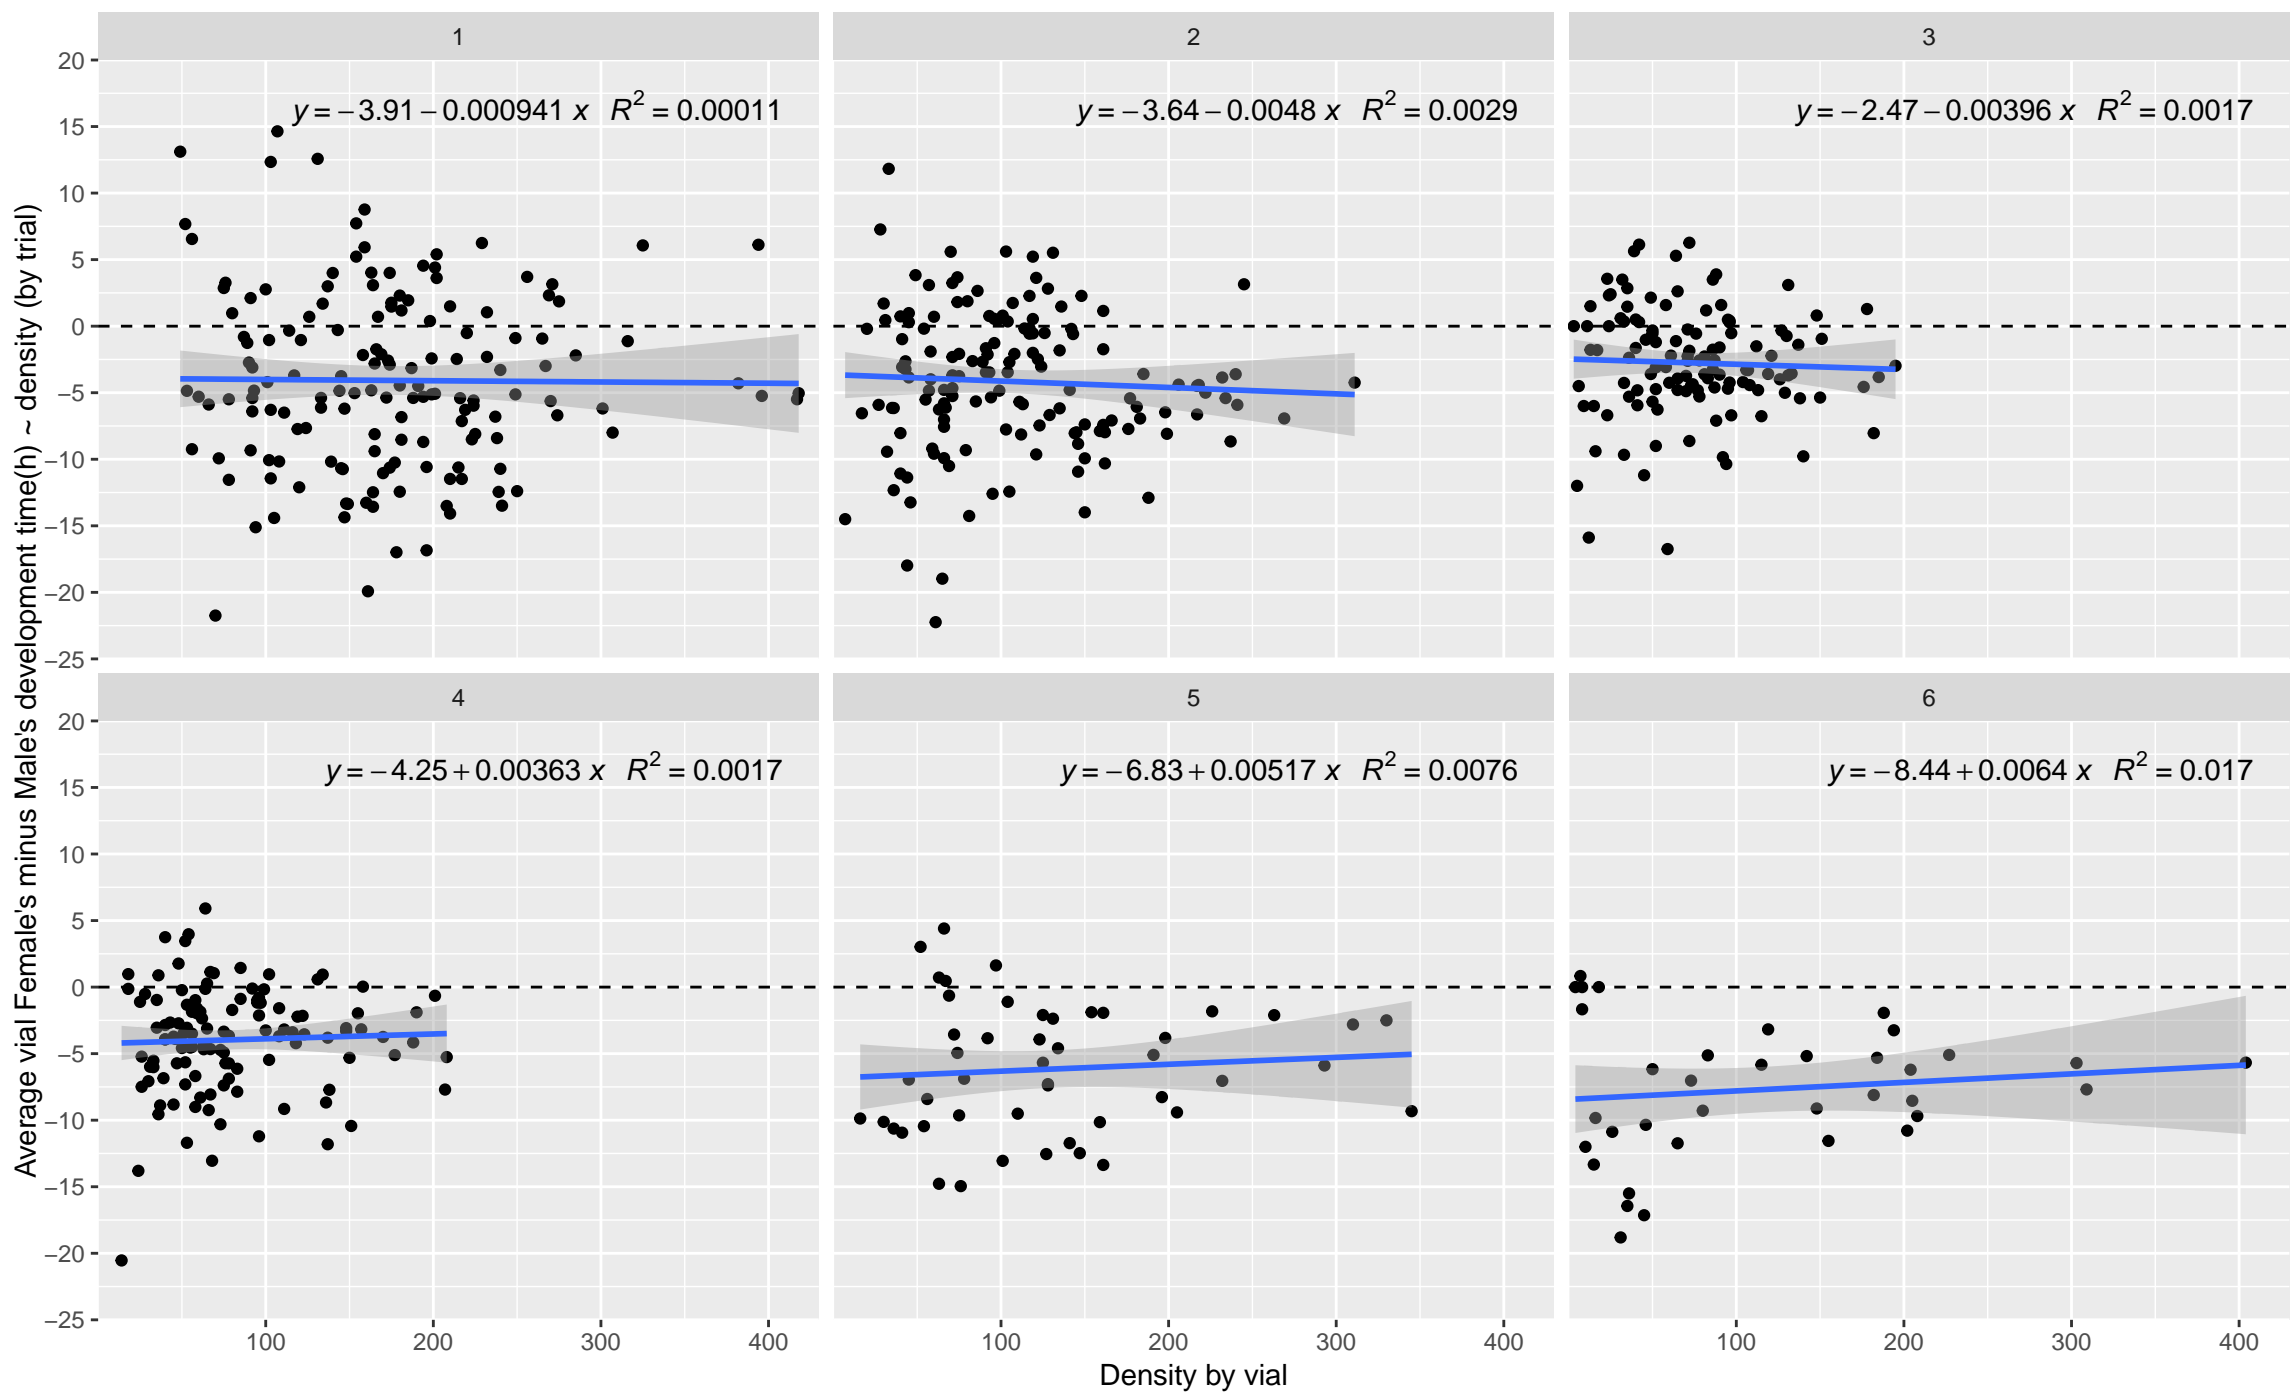 1
2
3
y = −3.91 − 0.000941 x R² = 0.00011
y = −3.64 − 0.0048 x R² = 0.0029
y = −2.47 − 0.00396 x R² = 0.0017
20
15
10
5
0
−5
−10
−15
−20
−25
4
5
6
y = −4.25 + 0.00363 x R² = 0.0017
y = −6.83 + 0.00517 x R² = 0.0076
y = −8.44 + 0.0064 x R² = 0.017
20
15
10
5
0
−5
−10
−15
−20
−25
100 200 300 400
100 200 300 400
100 200 300 400
Density by vial
Average vial Female's minus Male's development time(h) ~ density (by trial)